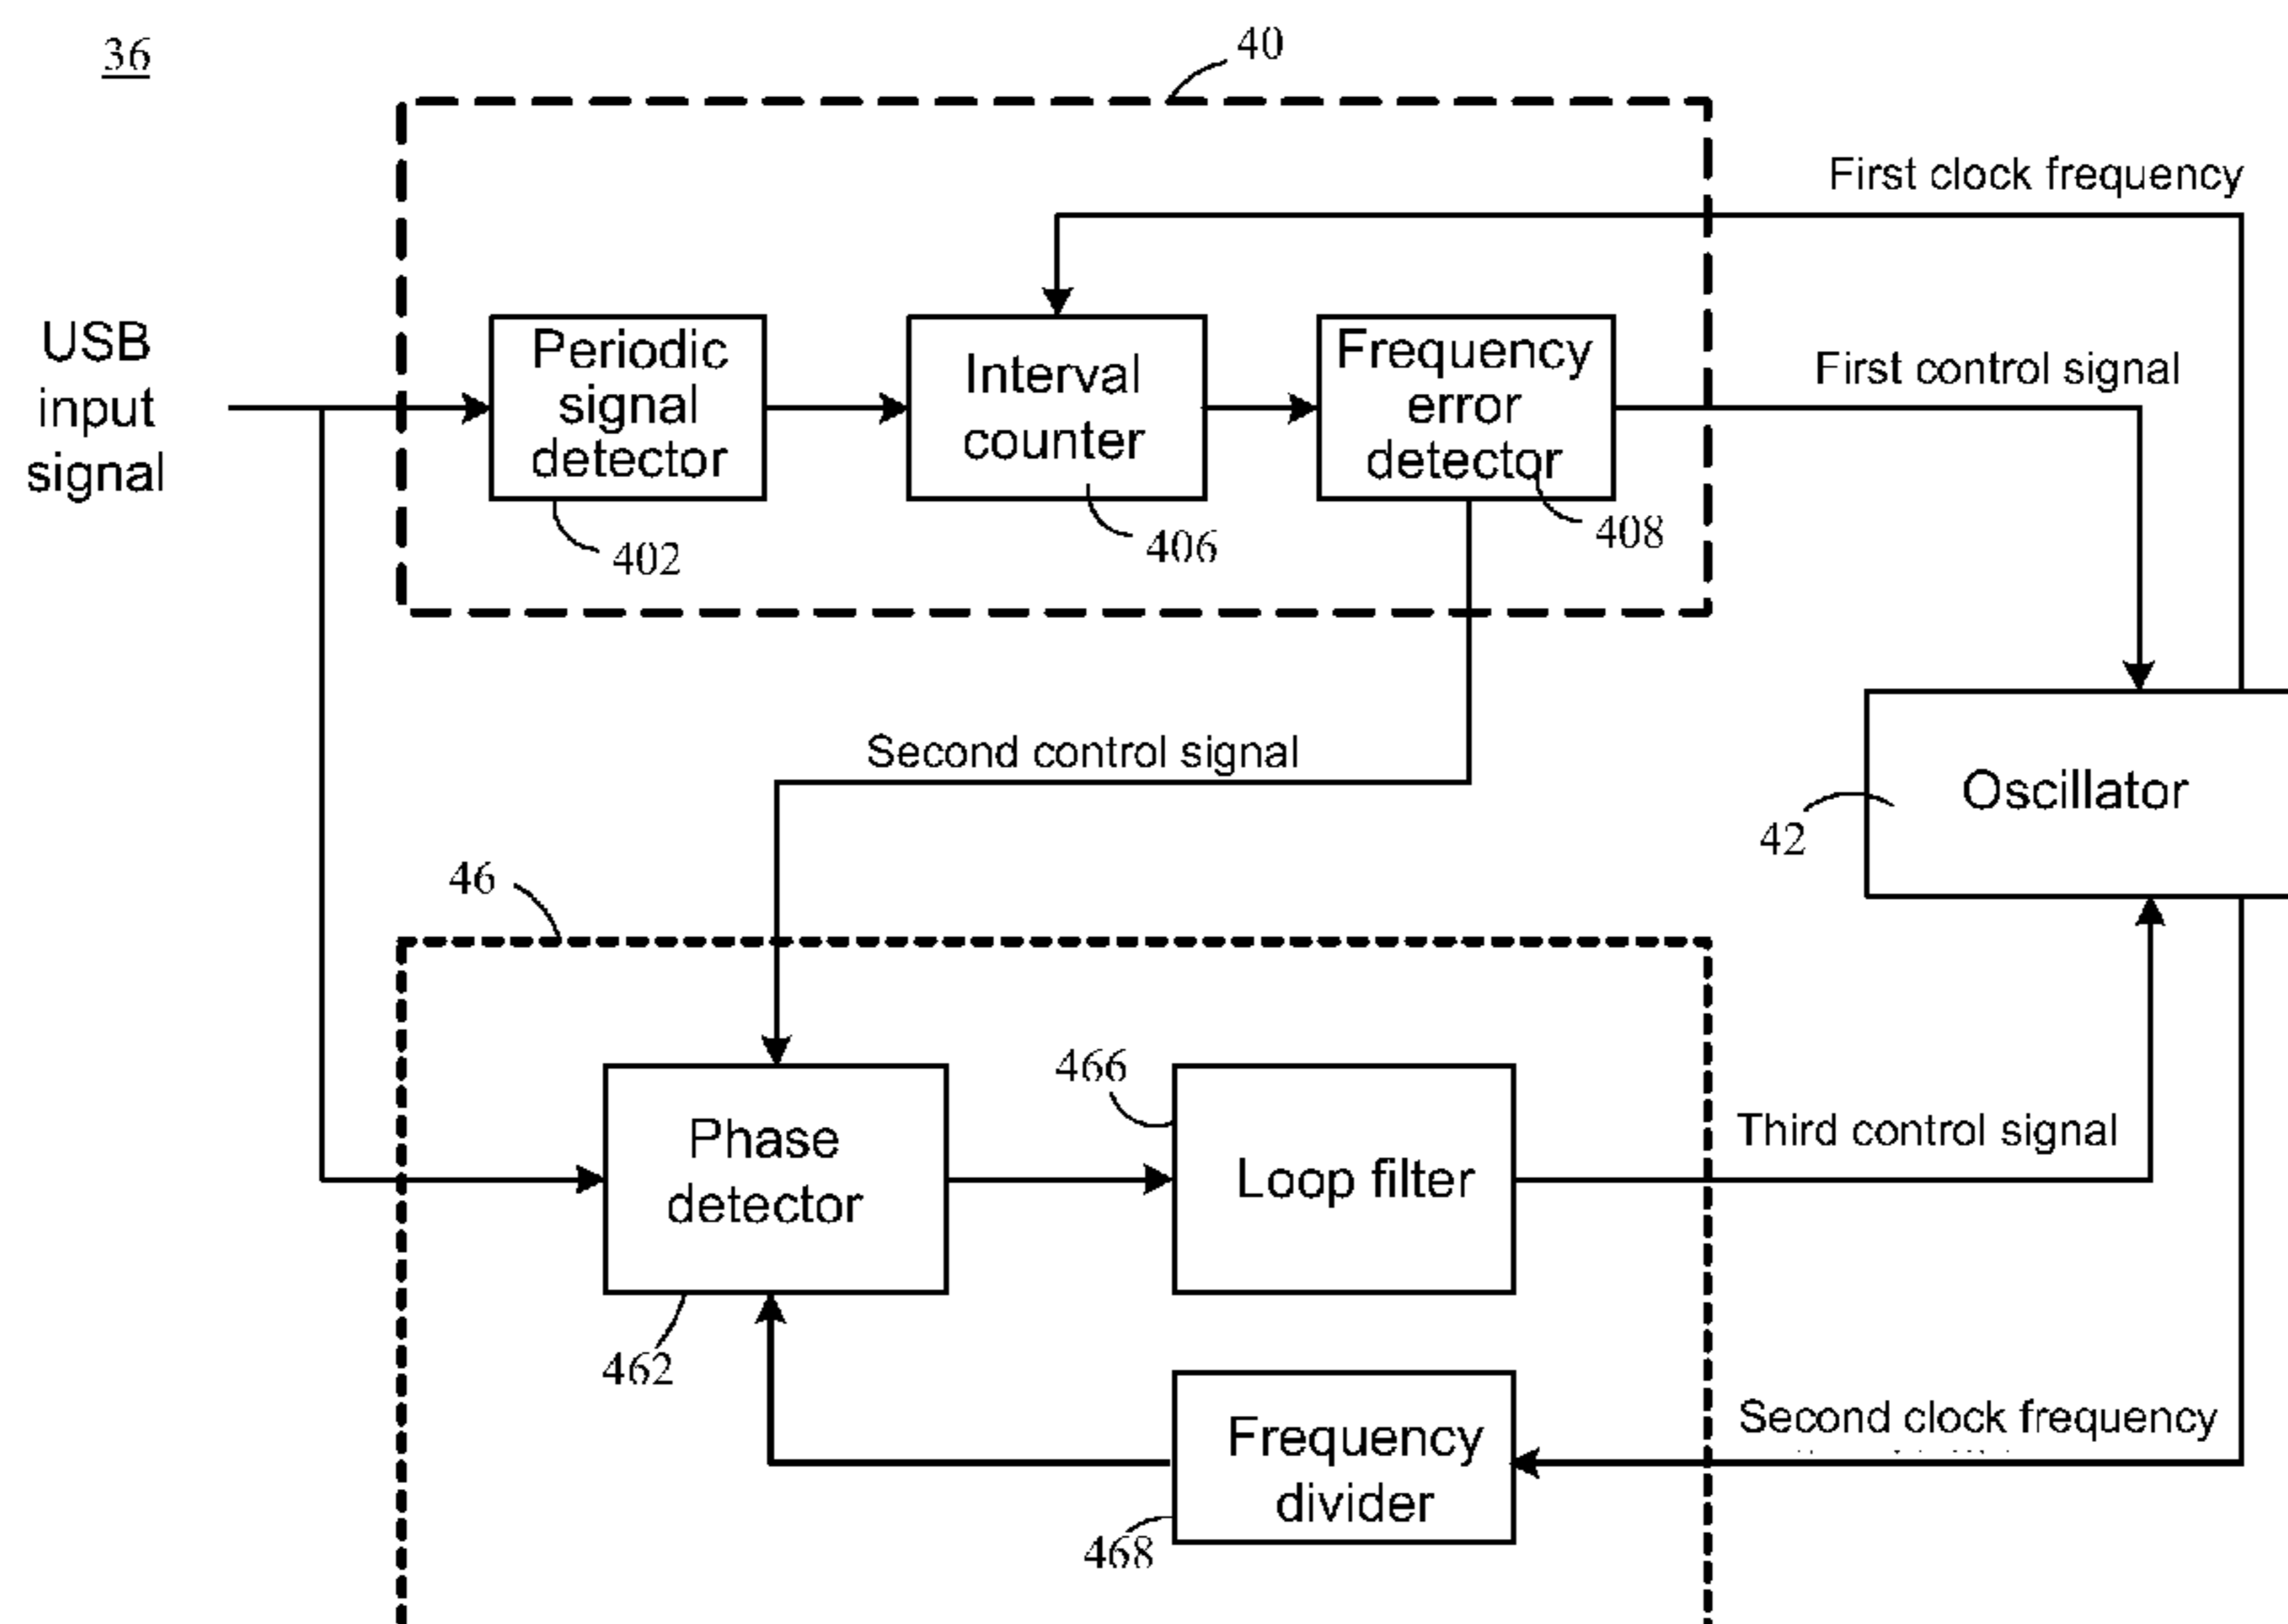 36
40
First clock frequency
USB
input
signal
Periodic
signal
detector
Interval
counter
Frequency
error
detector
First control signal
402
406
408
Second control signal
Oscillator
42
46
Phase
detector
466
Loop filter
Third control signal
462
Frequency
divider
Second clock frequency
468